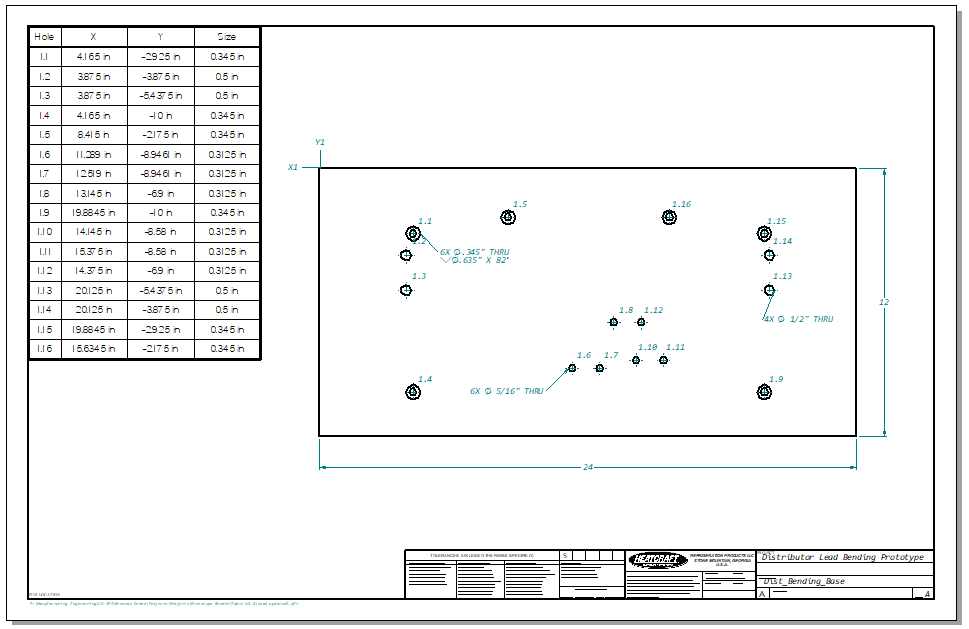 Hole X Y Size
1.1 4.165 in -2.925 in 0.345 in
1.2 3.875 in -3.875 in 0.5 in
1.3 3.875 in -5.4375 in 0.5 in
1.4 4.165 in -10 in 0.345 in
1.5 8.415 in -2.175 in 0.345 in
1.6 11.289 in -8.9461 in 0.3125 in
1.7 12.519 in -8.9461 in 0.3125 in
1.8 13.145 in -6.9 in 0.3125 in
1.9 19.8845 in -10 in 0.345 in
1.10 14.145 in -8.58 in 0.3125 in
1.11 15.375 in -8.58 in 0.3125 in
1.12 14.375 in -6.9 in 0.3125 in
1.13 20.125 in -5.4375 in 0.5 in
1.14 20.125 in -3.875 in 0.5 in
1.15 19.8845 in -2.925 in 0.345 in
1.16 15.6345 in -2.175 in 0.345 in
Y1
X1
1.5
1.16
1.1
1.15
1.2
1.14
6X Ø.345" THRU
Ø.635" X 82°
1.3
1.13
12
1.8
1.12
4X Ø 1/2" THRU
1.6
1.7
1.10
1.11
1.4
1.9
6X Ø 5/16" THRU
24
TOLERANCES (UNLESS OTHERWISE SPECIFIED)
S
HEATCRAFT
REFRIGERATION PRODUCTS LLC
STONE MOUNTAIN, GEORGIA
U.S.A.
Distributor Lead Bending Prototype
Dist_Bending_Base
A
A
FILE LOCATION